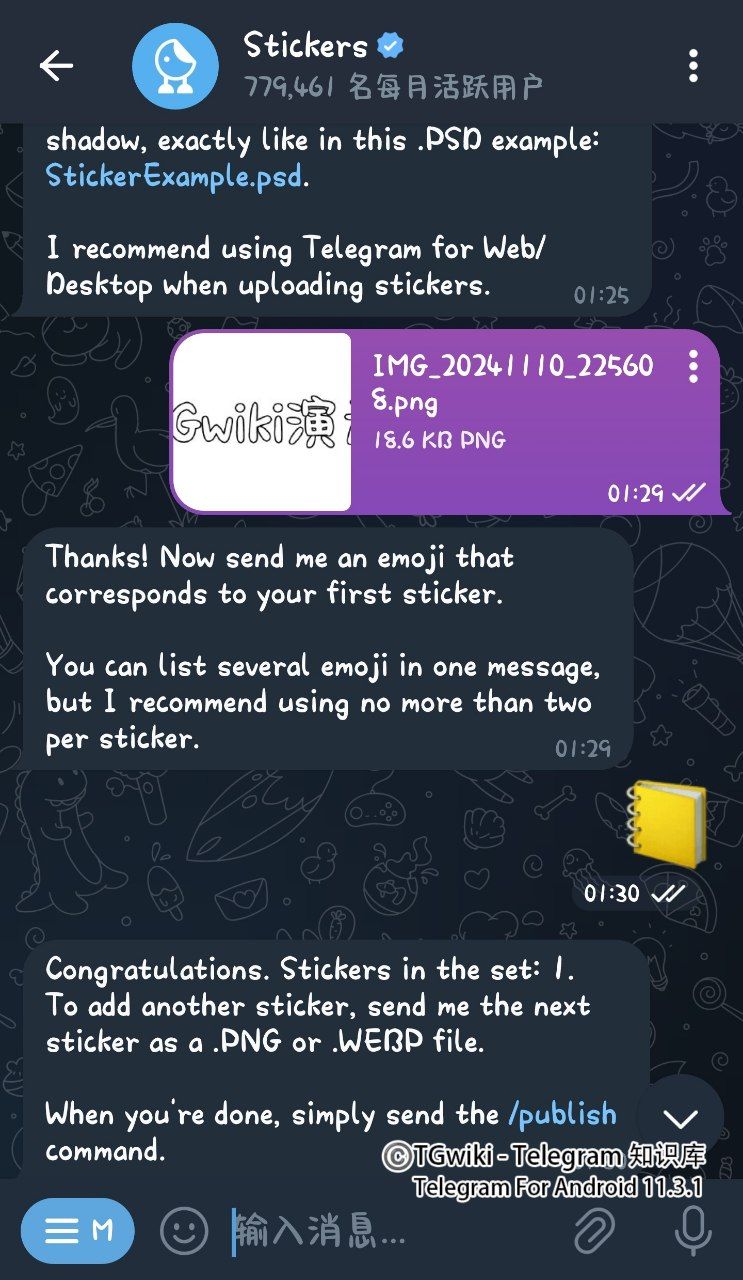 Stickers
779,461 名每月活跃用户
shadow, exactly like in this .PSD example:
StickerExample.psd.
I recommend using Telegram for Web/
Desktop when uploading stickers.
01:25
Gwiki演
IMG_20241110_22560
8.png
18.6 KB PNG
01:29
Thanks! Now send me an emoji that
corresponds to your first sticker.
You can list several emoji in one message,
but I recommend using no more than two
per sticker.
01:29
01:30
Congratulations. Stickers in the set: 1.
To add another sticker, send me the next
sticker as a .PNG or .WEBP file.
When you're done, simply send the /publish
command.
©TGwiki - Telegram 知识库
Telegram For Android 11.3.1
M
输入消息...